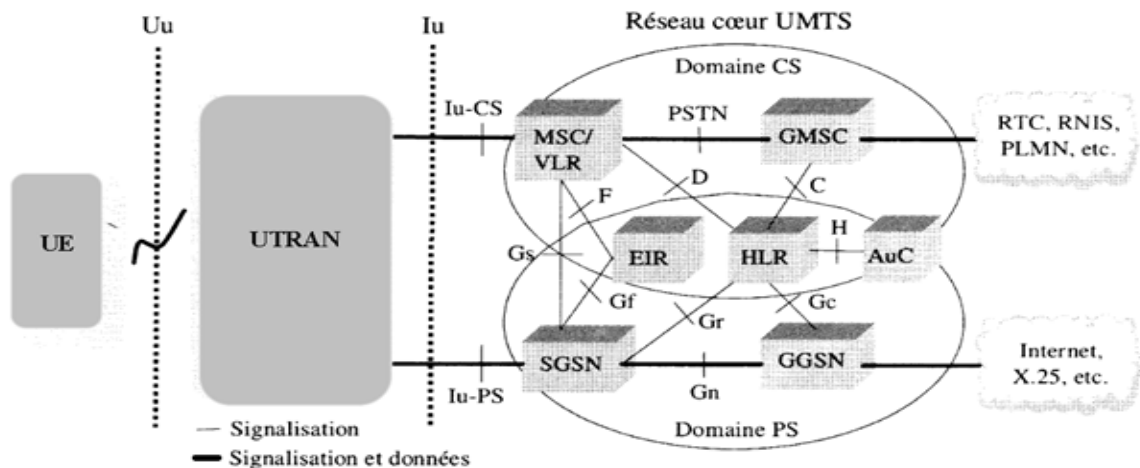 Réseau cœur UMTS
Uu
Iu
Domaine CS
Iu-CS
MSC/
VLR
PSTN
GMSC
RTC, RNIS,
PLMN, etc.
F
D
C
UE
UTRAN
Gs
EIR
HLR
H
AuC
Gf
Gr
Gc
SGSN
GGSN
Internet,
X.25, etc.
Iu-PS
Gn
Domaine PS
Signalisation
Signalisation et données